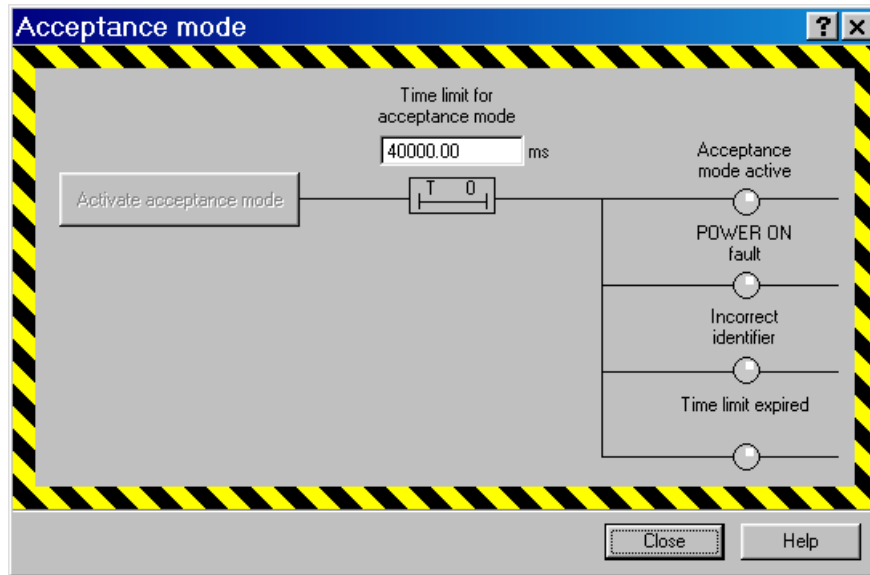 Acceptance mode
Time limit for
acceptance mode
40000.00 ms
Activate acceptance mode
T 0
Acceptance
mode active
POWER ON
fault
Incorrect
identifier
Time limit expired
Close
Help